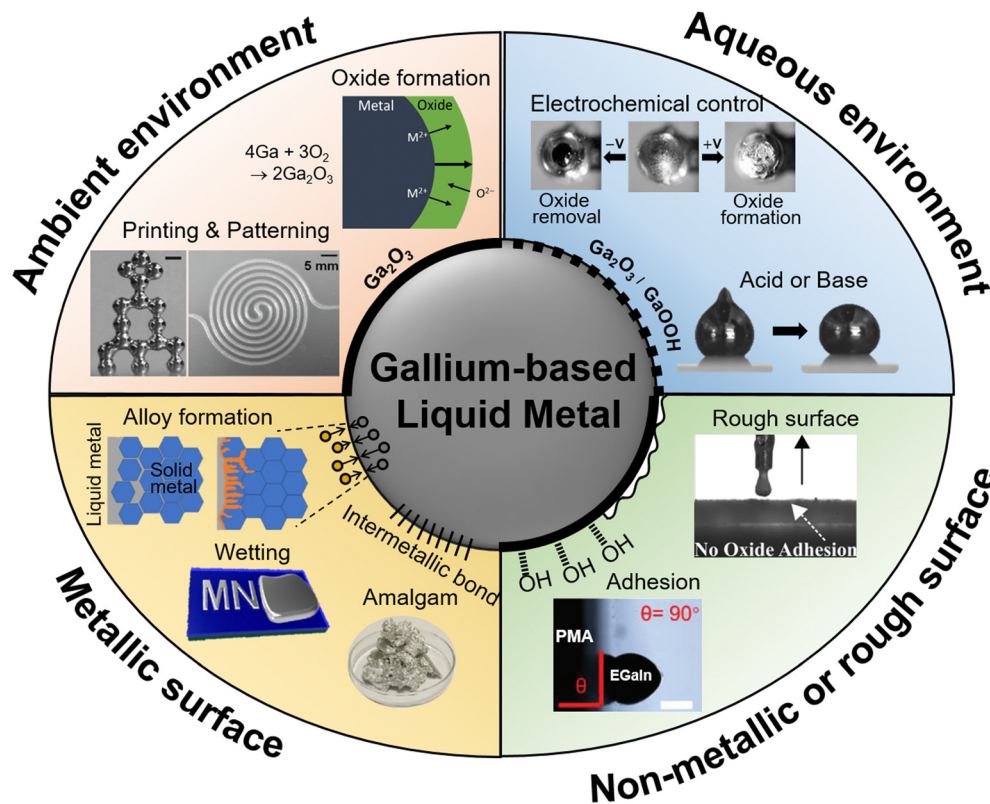 Ambient environment
Oxide formation
Metal
Oxide
M²⁺
4Ga + 3O₂
→ 2Ga₂O₃
M²⁺
O²⁻
Printing & Patterning
5 mm
Ga₂O₃
Aqueous environment
Electrochemical control
–V
+V
Oxide
removal
Oxide
formation
Ga₂O₃ / GaOOH
Acid or Base
Gallium-based
Liquid Metal
Metallic surface
Alloy formation
Liquid metal
Solid
metal
Intermetallic bond
Wetting
MN
Amalgam
Non-metallic or rough surface
Rough surface
No Oxide Adhesion
OH
OH
OH
Adhesion
θ= 90°
PMA
EGaIn
θ